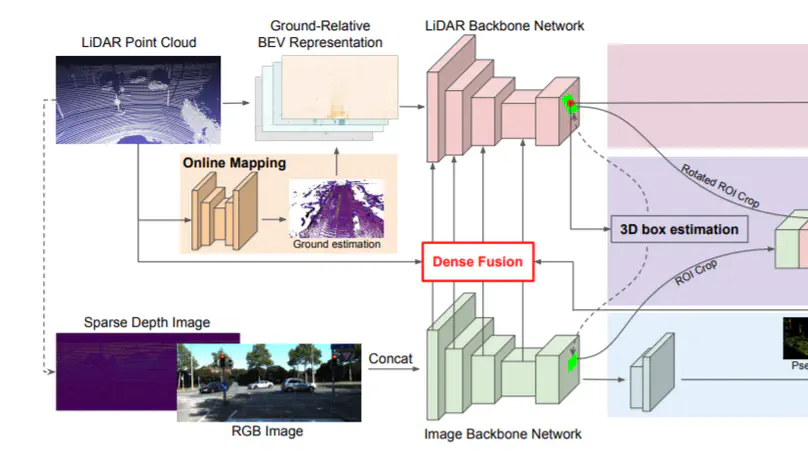 LiDAR Point Cloud
Ground-Relative
BEV Representation
LiDAR Backbone Network
Online Mapping
Ground estimation
Rotated ROI Crop
3D box estimation
Dense Fusion
ROI Crop
Sparse Depth Image
Concat
RGB Image
Image Backbone Network
Pse